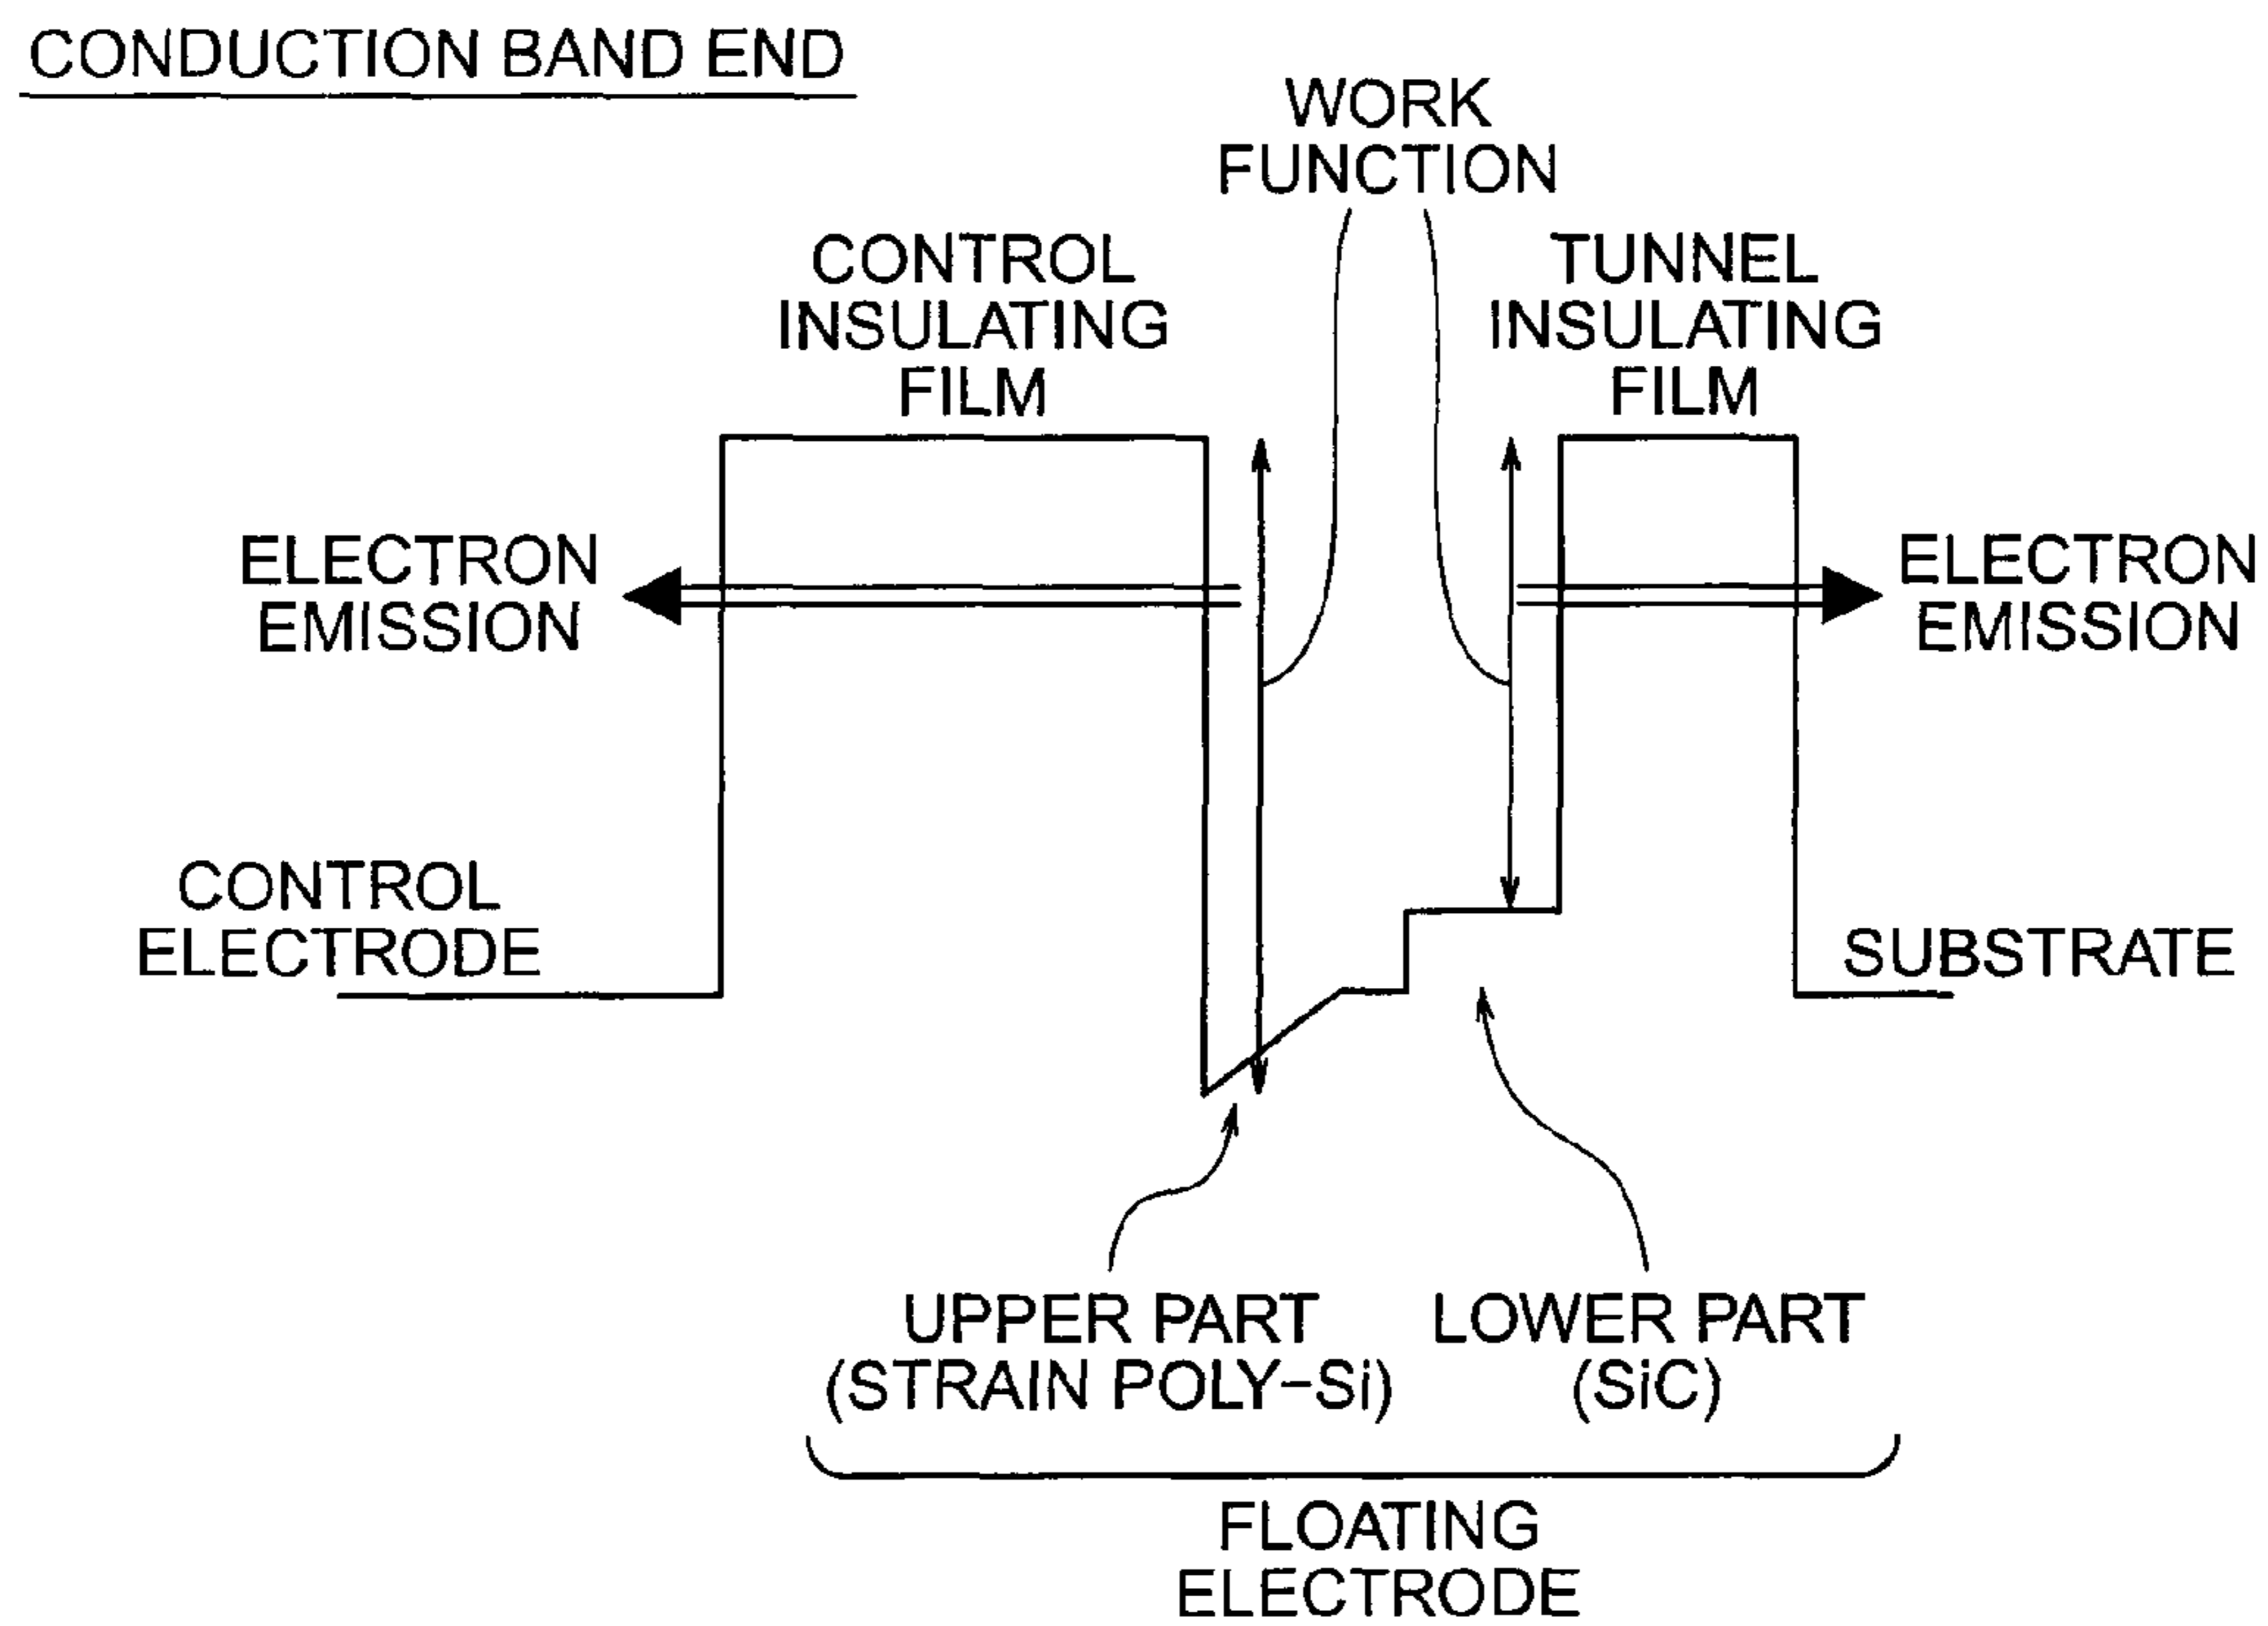 CONDUCTION BAND END
WORK
FUNCTION
CONTROL
INSULATING
FILM
TUNNEL
INSULATING
FILM
ELECTRON
EMISSION
ELECTRON
EMISSION
CONTROL
ELECTRODE
SUBSTRATE
UPPER PART
(STRAIN POLY-Si)
LOWER PART
(SiC)
FLOATING
ELECTRODE